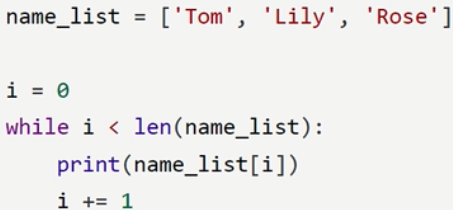 name_list = ['Tom', 'Lily', 'Rose']
i = 0
while i < len(name_list):
    print(name_list[i])
    i += 1